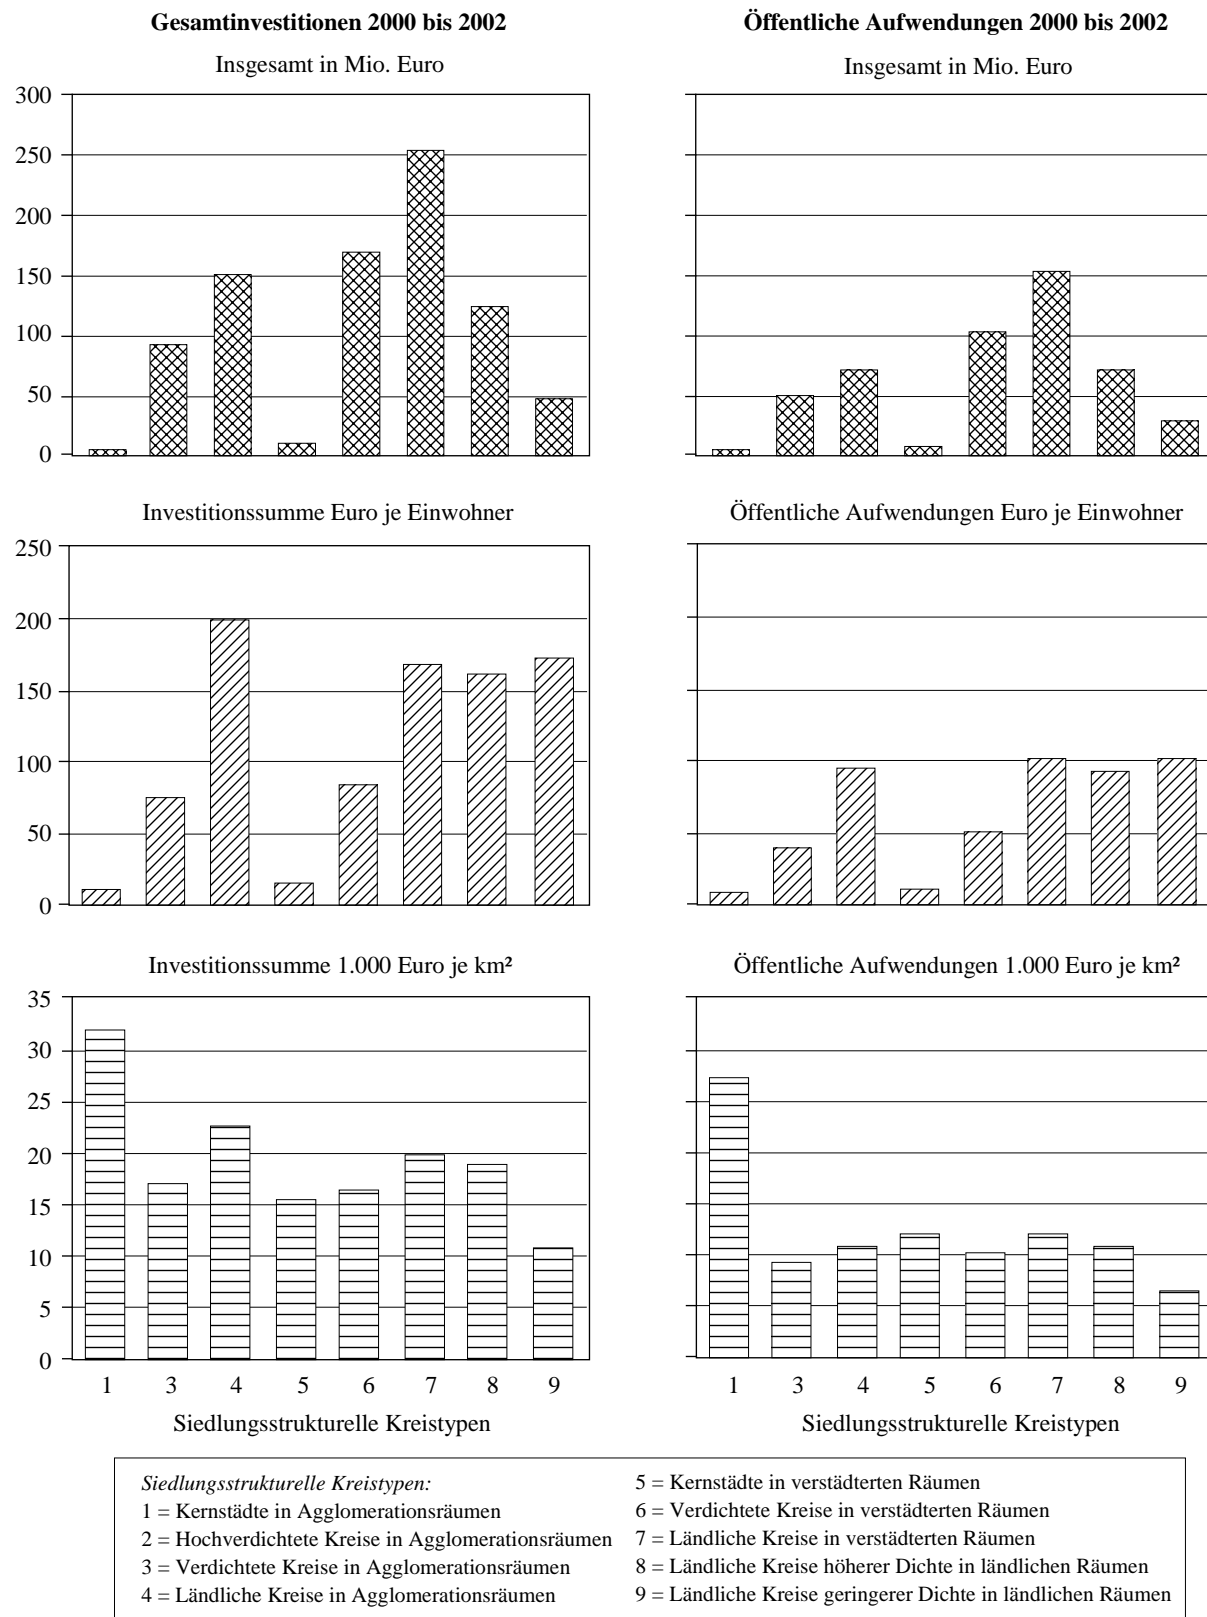 Gesamtinvestitionen 2000 bis 2002
Insgesamt in Mio. Euro
300
250
200
150
100
50
0
Öffentliche Aufwendungen 2000 bis 2002
Insgesamt in Mio. Euro
Investitionssumme Euro je Einwohner
250
200
150
100
50
0
Öffentliche Aufwendungen Euro je Einwohner
Investitionssumme 1.000 Euro je km²
35
30
25
20
15
10
5
0
1 3 4 5 6 7 8 9
Siedlungsstrukturelle Kreistypen
Öffentliche Aufwendungen 1.000 Euro je km²
1 3 4 5 6 7 8 9
Siedlungsstrukturelle Kreistypen
Siedlungsstrukturelle Kreistypen:
1 = Kernstädte in Agglomerationsräumen
2 = Hochverdichtete Kreise in Agglomerationsräumen
3 = Verdichtete Kreise in Agglomerationsräumen
4 = Ländliche Kreise in Agglomerationsräumen
5 = Kernstädte in verstädterten Räumen
6 = Verdichtete Kreise in verstädterten Räumen
7 = Ländliche Kreise in verstädterten Räumen
8 = Ländliche Kreise höherer Dichte in ländlichen Räumen
9 = Ländliche Kreise geringerer Dichte in ländlichen Räumen